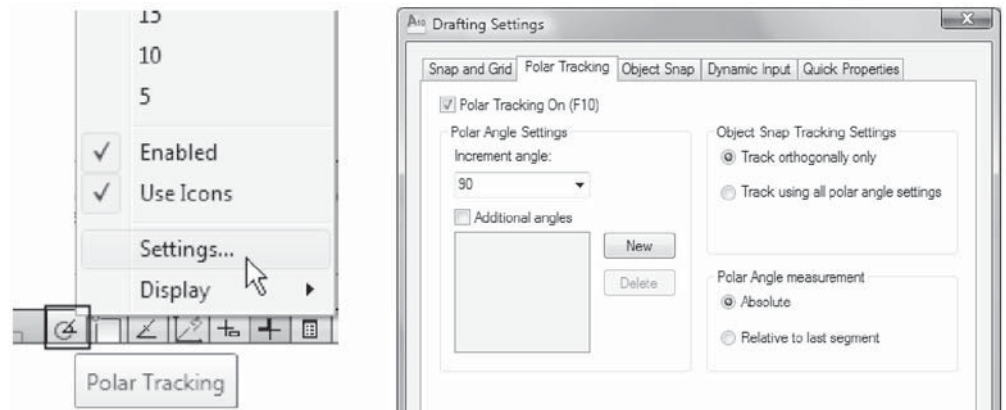 15
10
5
Enabled
Use Icons
Settings...
Display
Polar Tracking
Drafting Settings
Snap and Grid Polar Tracking Object Snap Dynamic Input Quick Properties
Polar Tracking On (F10)
Polar Angle Settings
Increment angle:
90
Additional angles
New
Delete
Object Snap Tracking Settings
Track orthogonally only
Track using all polar angle settings
Polar Angle measurement
Absolute
Relative to last segment